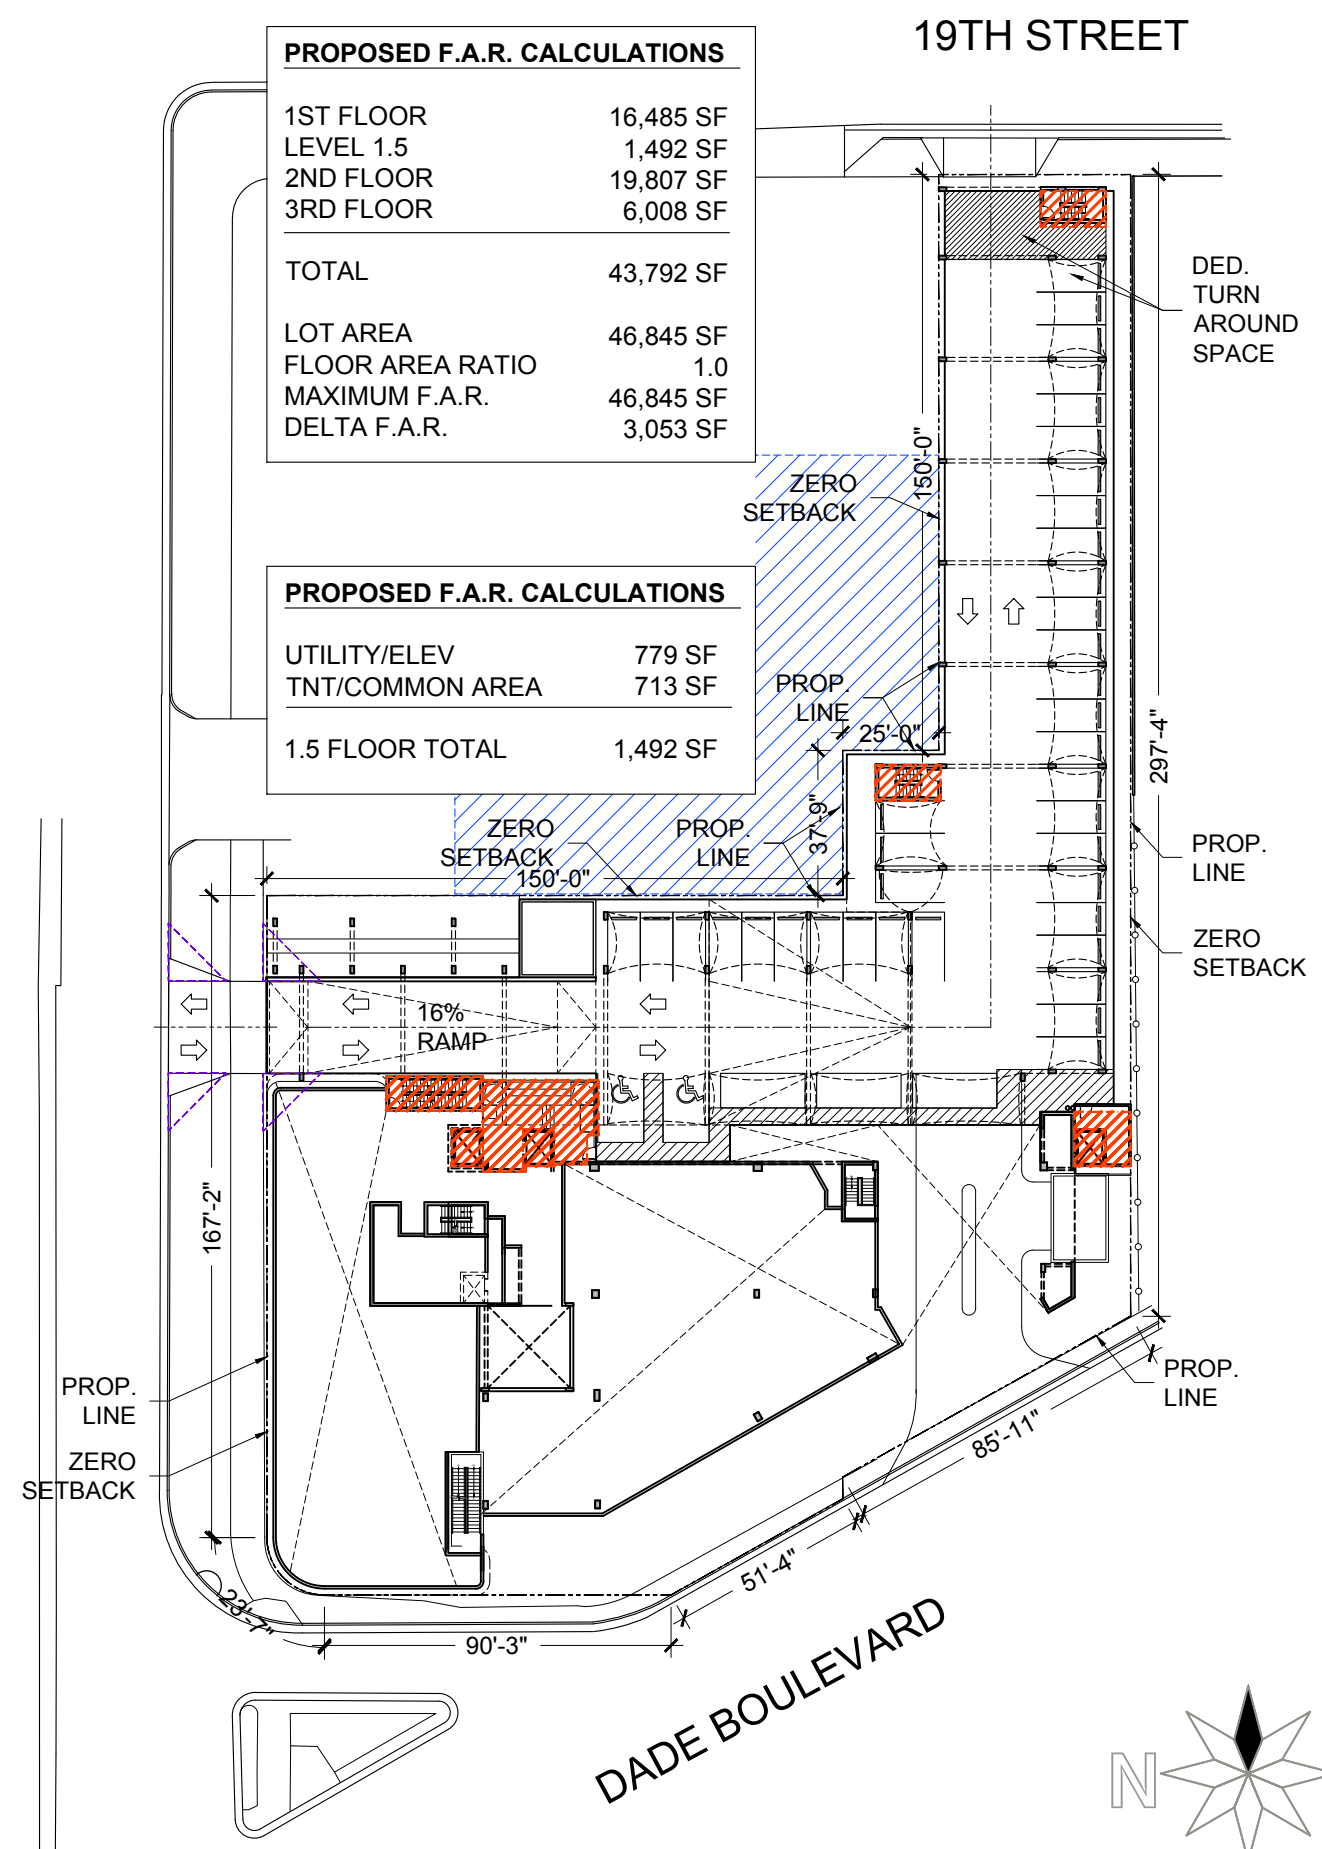 19TH STREET
PROPOSED F.A.R. CALCULATIONS
1ST FLOOR 16,485 SF
LEVEL 1.5 1,492 SF
2ND FLOOR 19,807 SF
3RD FLOOR 6,008 SF
TOTAL 43,792 SF
LOT AREA 46,845 SF
FLOOR AREA RATIO 1.0
MAXIMUM F.A.R. 46,845 SF
DELTA F.A.R. 3,053 SF
DED.
TURN
AROUND
SPACE
150'-0"
ZERO
SETBACK
PROPOSED F.A.R. CALCULATIONS
UTILITY/ELEV 779 SF
TNT/COMMON AREA 713 SF
1.5 FLOOR TOTAL 1,492 SF
PROP.
LINE
25'-0"
297'-4"
37'-9"
ZERO
SETBACK
PROP.
LINE
150'-0"
PROP.
LINE
ZERO
SETBACK
16%
RAMP
167'-2"
PROP.
LINE
ZERO
SETBACK
PROP.
LINE
85'-11"
51'-4"
23'-7"
90'-3"
DADE BOULEVARD
N